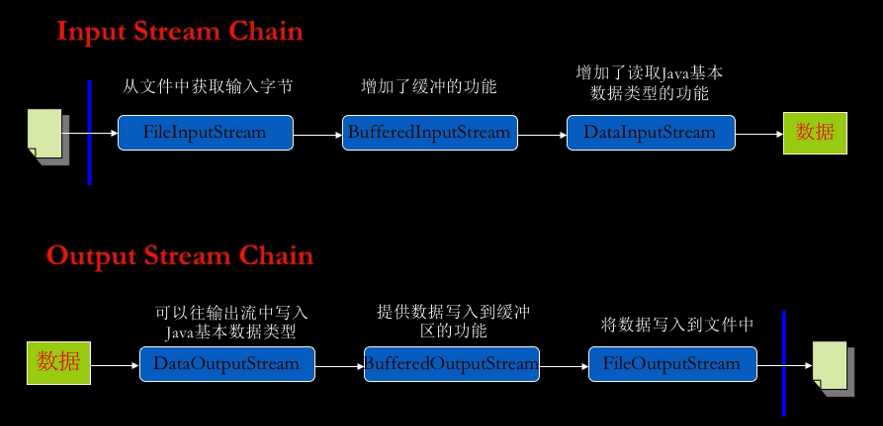 Input Stream Chain
从文件中获取输入字节
增加了缓冲的功能
增加了读取Java基本
数据类型的功能
FileInputStream
BufferedInputStream
DataInputStream
数据
Output Stream Chain
可以往输出流中写入
Java基本数据类型
提供数据写入到缓冲
区的功能
将数据写入到文件中
数据
DataOutputStream
BufferedOutputStream
FileOutputStream